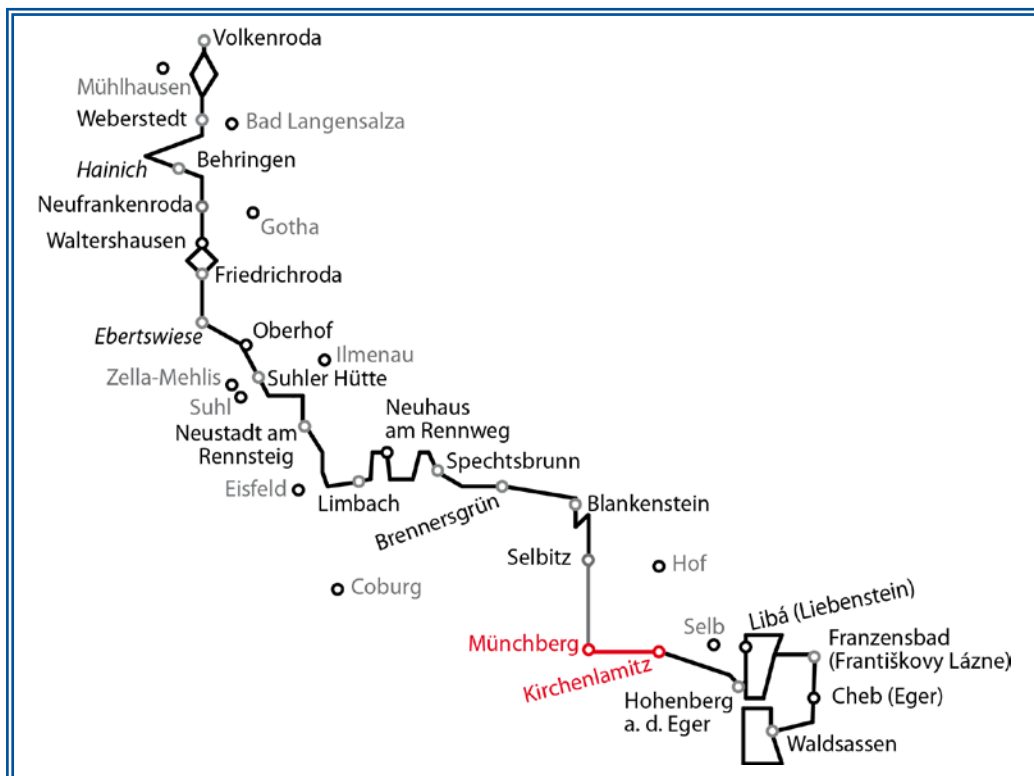 Volkenroda
Mühlhausen
Weberstedt
Bad Langensalza
Hainich
Behringen
Neufrankenroda
Gotha
Waltershausen
Friedrichroda
Ebertswiese
Oberhof
Ilmenau
Zella-Mehlis
Suhler Hütte
Suhl
Neuhaus
am Rennweg
Neustadt am
Rennsteig
Spechtsbrunn
Eisfeld
Limbach
Brennersgrün
Blankenstein
Selbitz
Hof
Coburg
Libá (Liebenstein)
Selb
Münchberg
Kirchenlamitz
Franzensbad
(Františkovy Lázne)
Hohenberg
a. d. Eger
Cheb (Eger)
Waldsassen